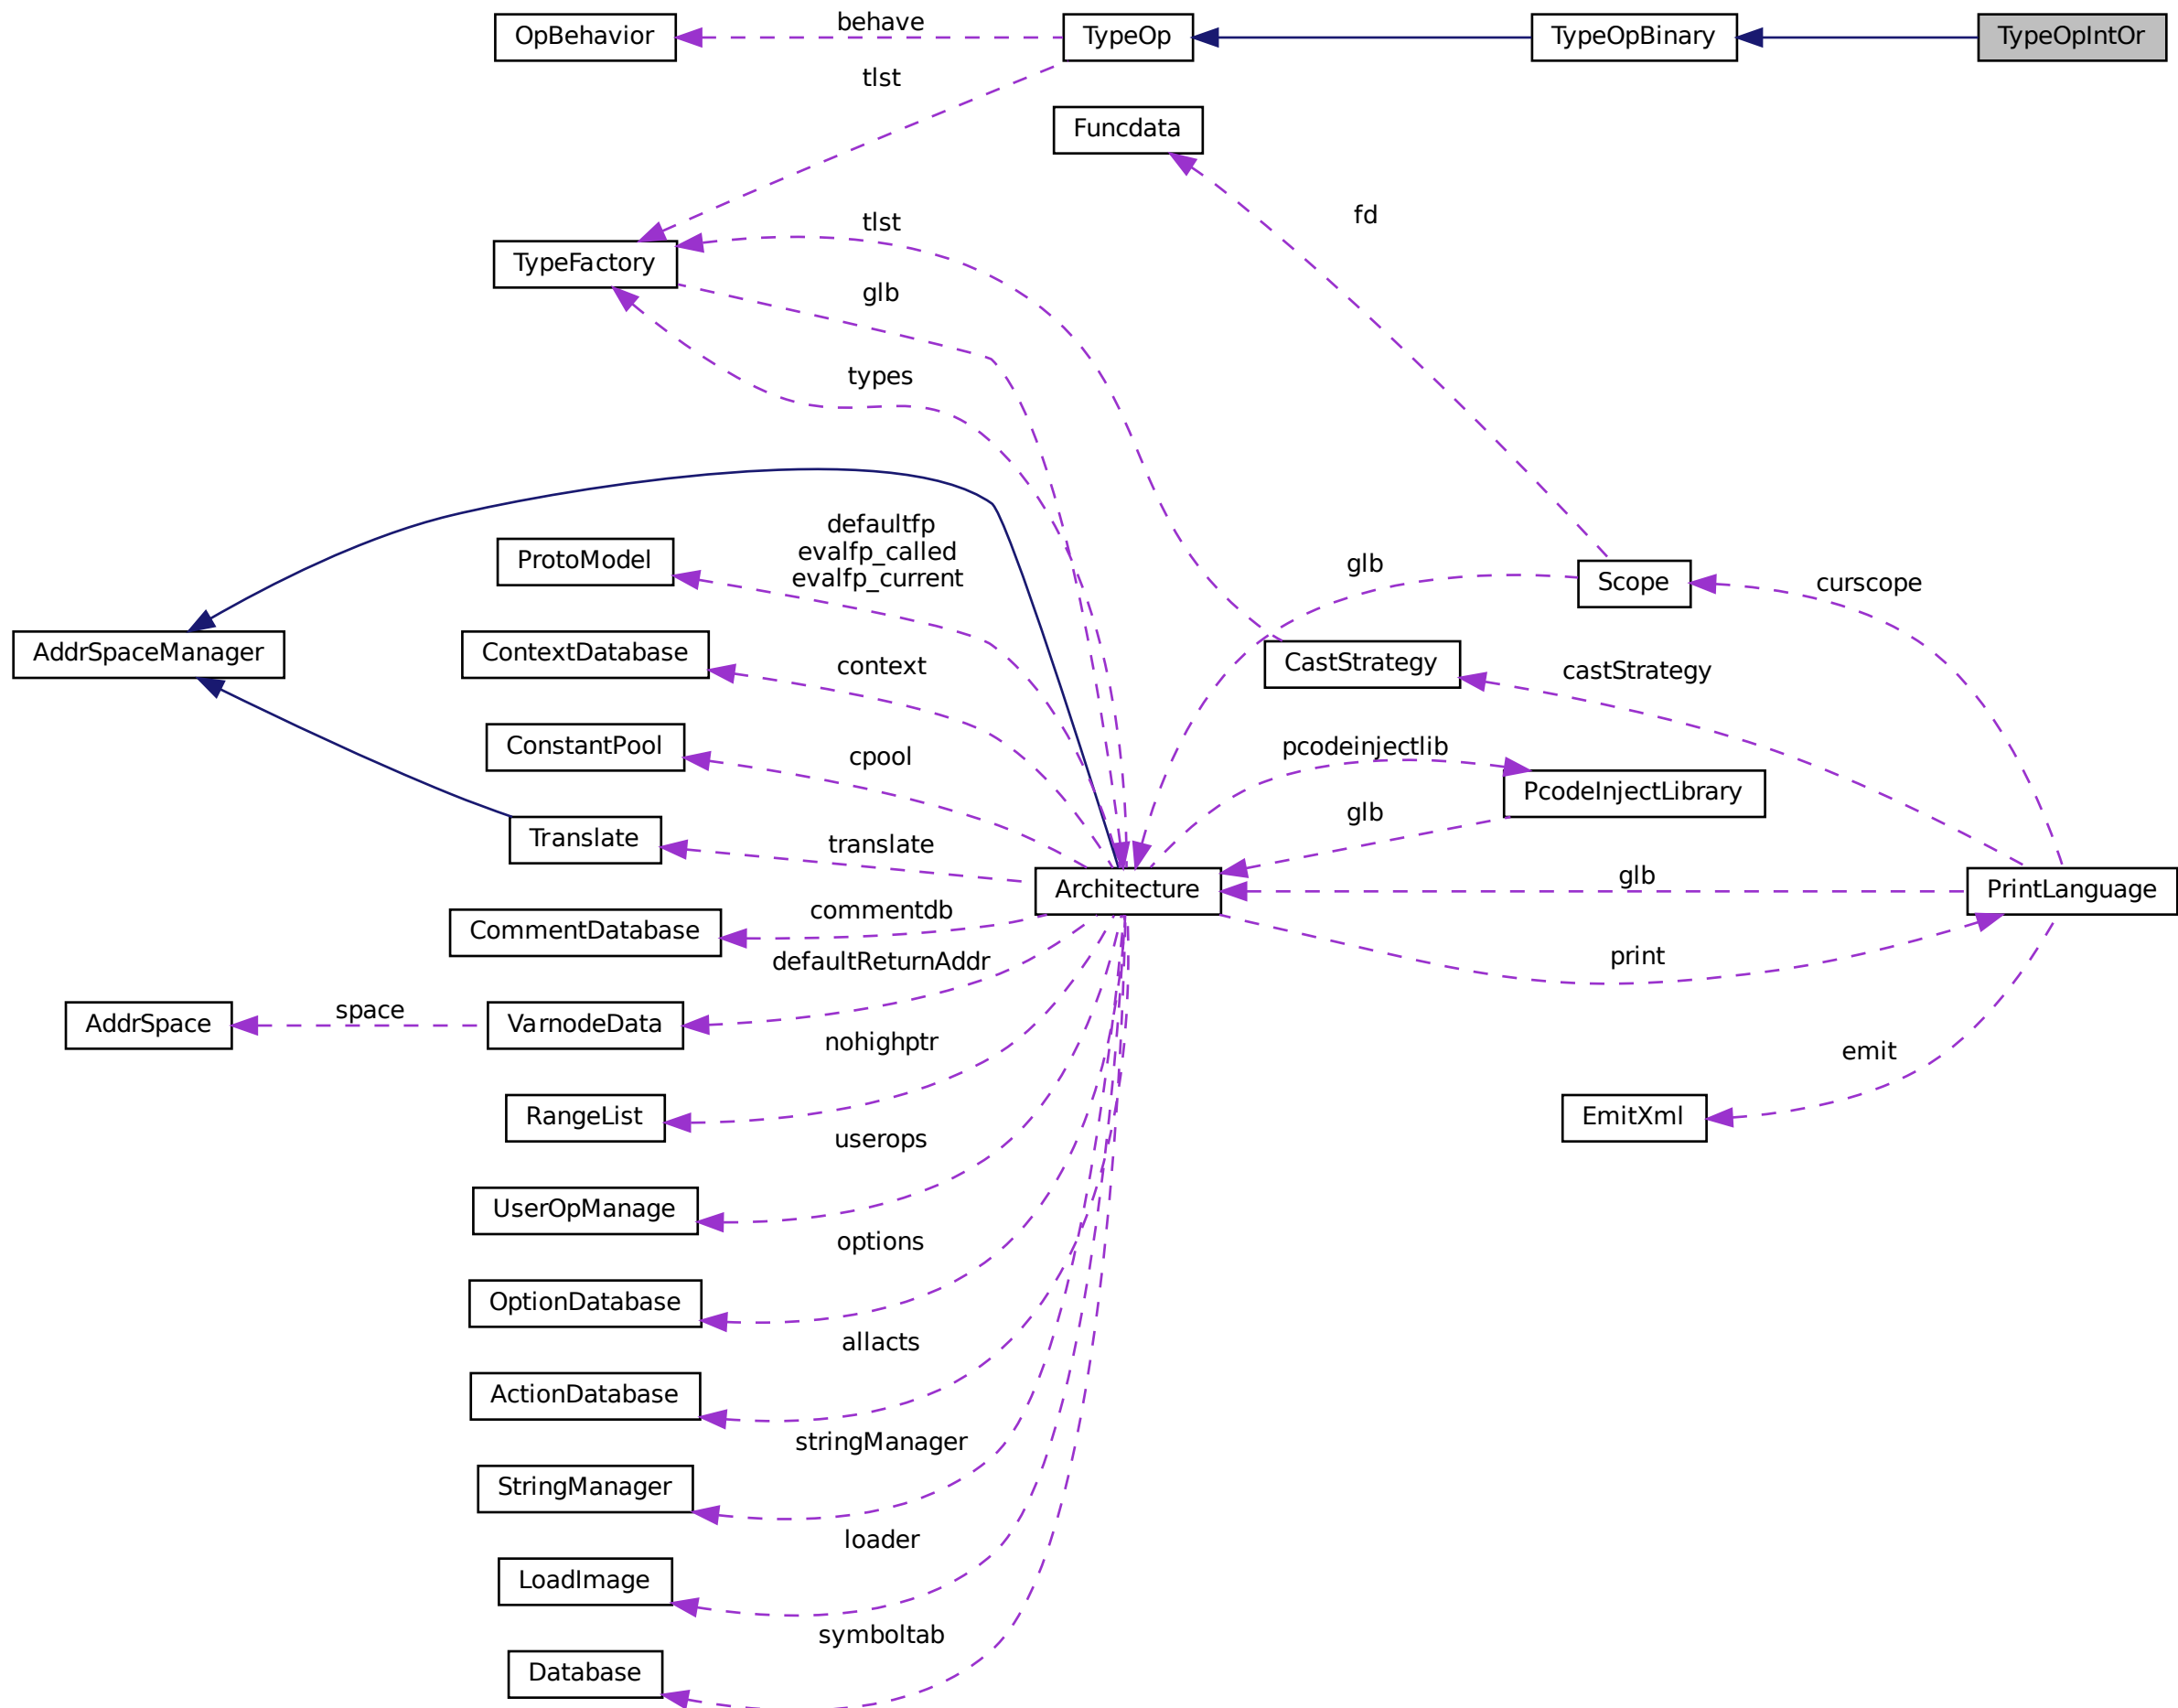 OpBehavior
behave
TypeOp
TypeOpBinary
TypeOpIntOr
tlst
Funcdata
fd
tlst
TypeFactory
glb
types
defaultfp
evalfp_called
evalfp_current
ProtoModel
glb
Scope
curscope
AddrSpaceManager
ContextDatabase
context
CastStrategy
castStrategy
ConstantPool
cpool
pcodeinjectlib
PcodeInjectLibrary
glb
Translate
translate
Architecture
glb
PrintLanguage
CommentDatabase
commentdb
print
defaultReturnAddr
AddrSpace
space
VarnodeData
nohighptr
emit
RangeList
EmitXml
userops
UserOpManage
options
OptionDatabase
allacts
ActionDatabase
stringManager
StringManager
loader
LoadImage
symboltab
Database